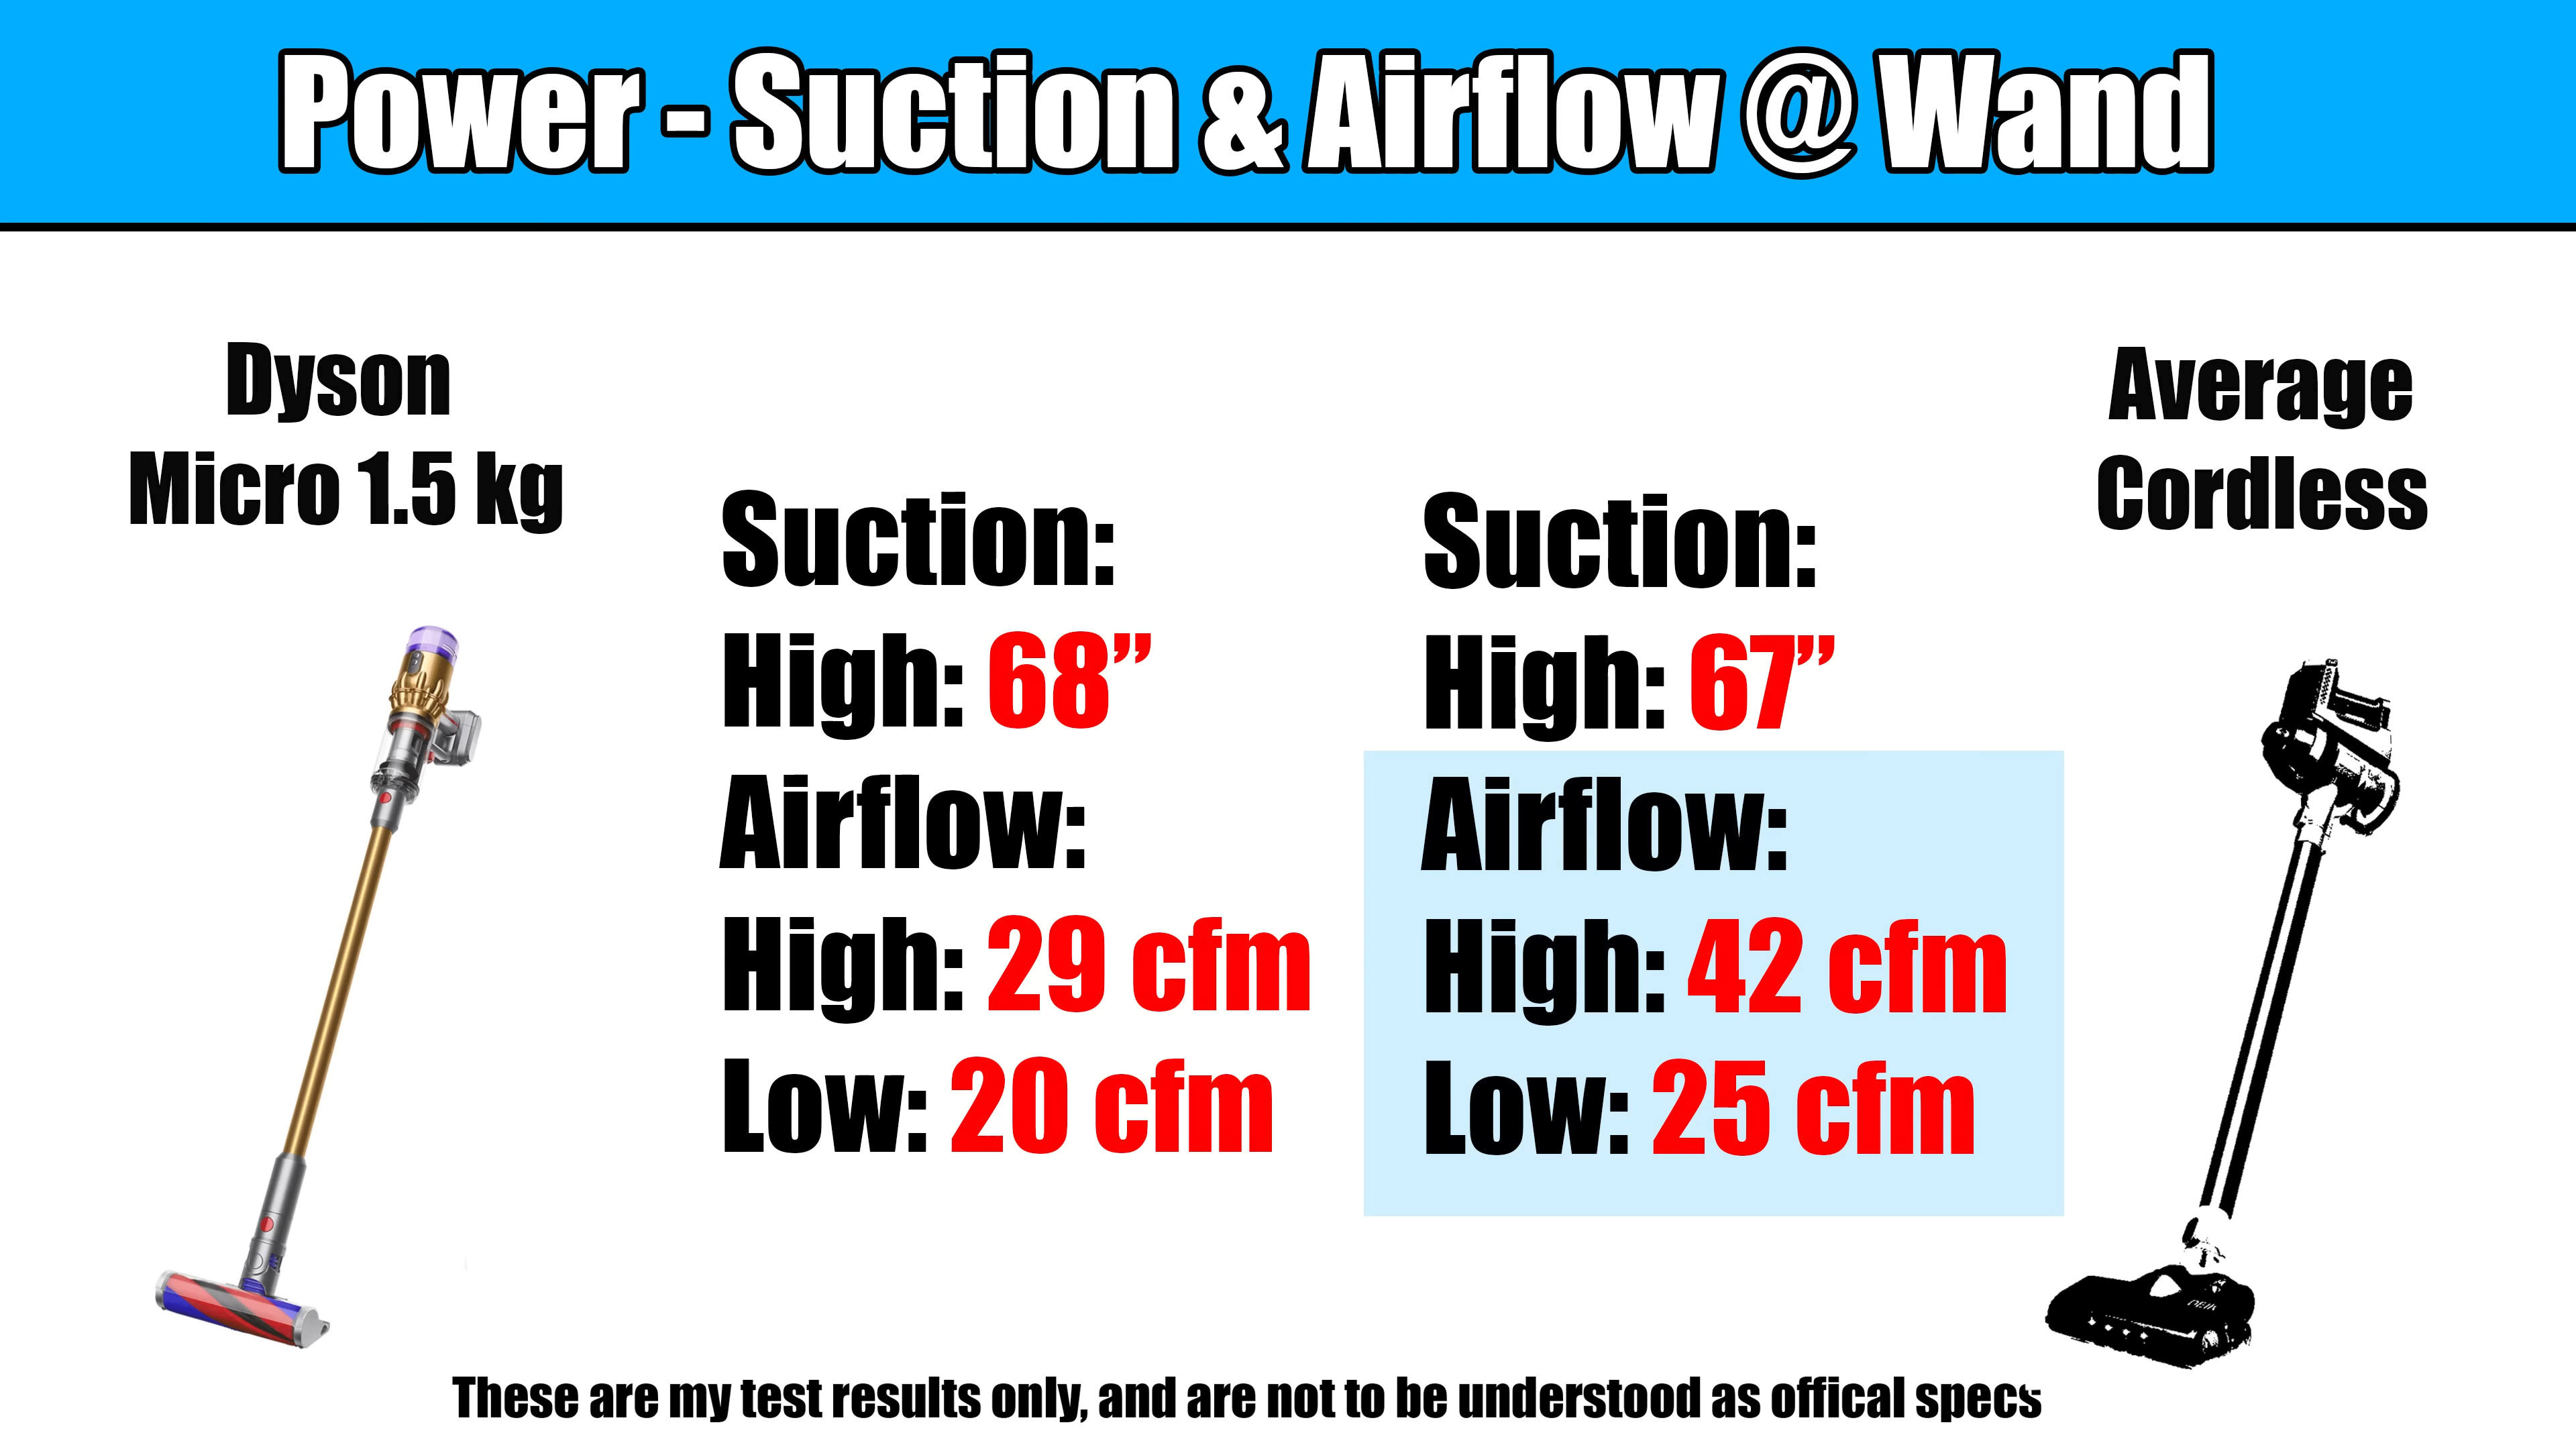 Power - Suction & Airflow @ Wand
Dyson
Micro 1.5 kg
Suction:
High: 68”
Airflow:
High: 29 cfm
Low: 20 cfm
Suction:
High: 67”
Airflow:
High: 42 cfm
Low: 25 cfm
Average
Cordless
These are my test results only, and are not to be understood as offical specs